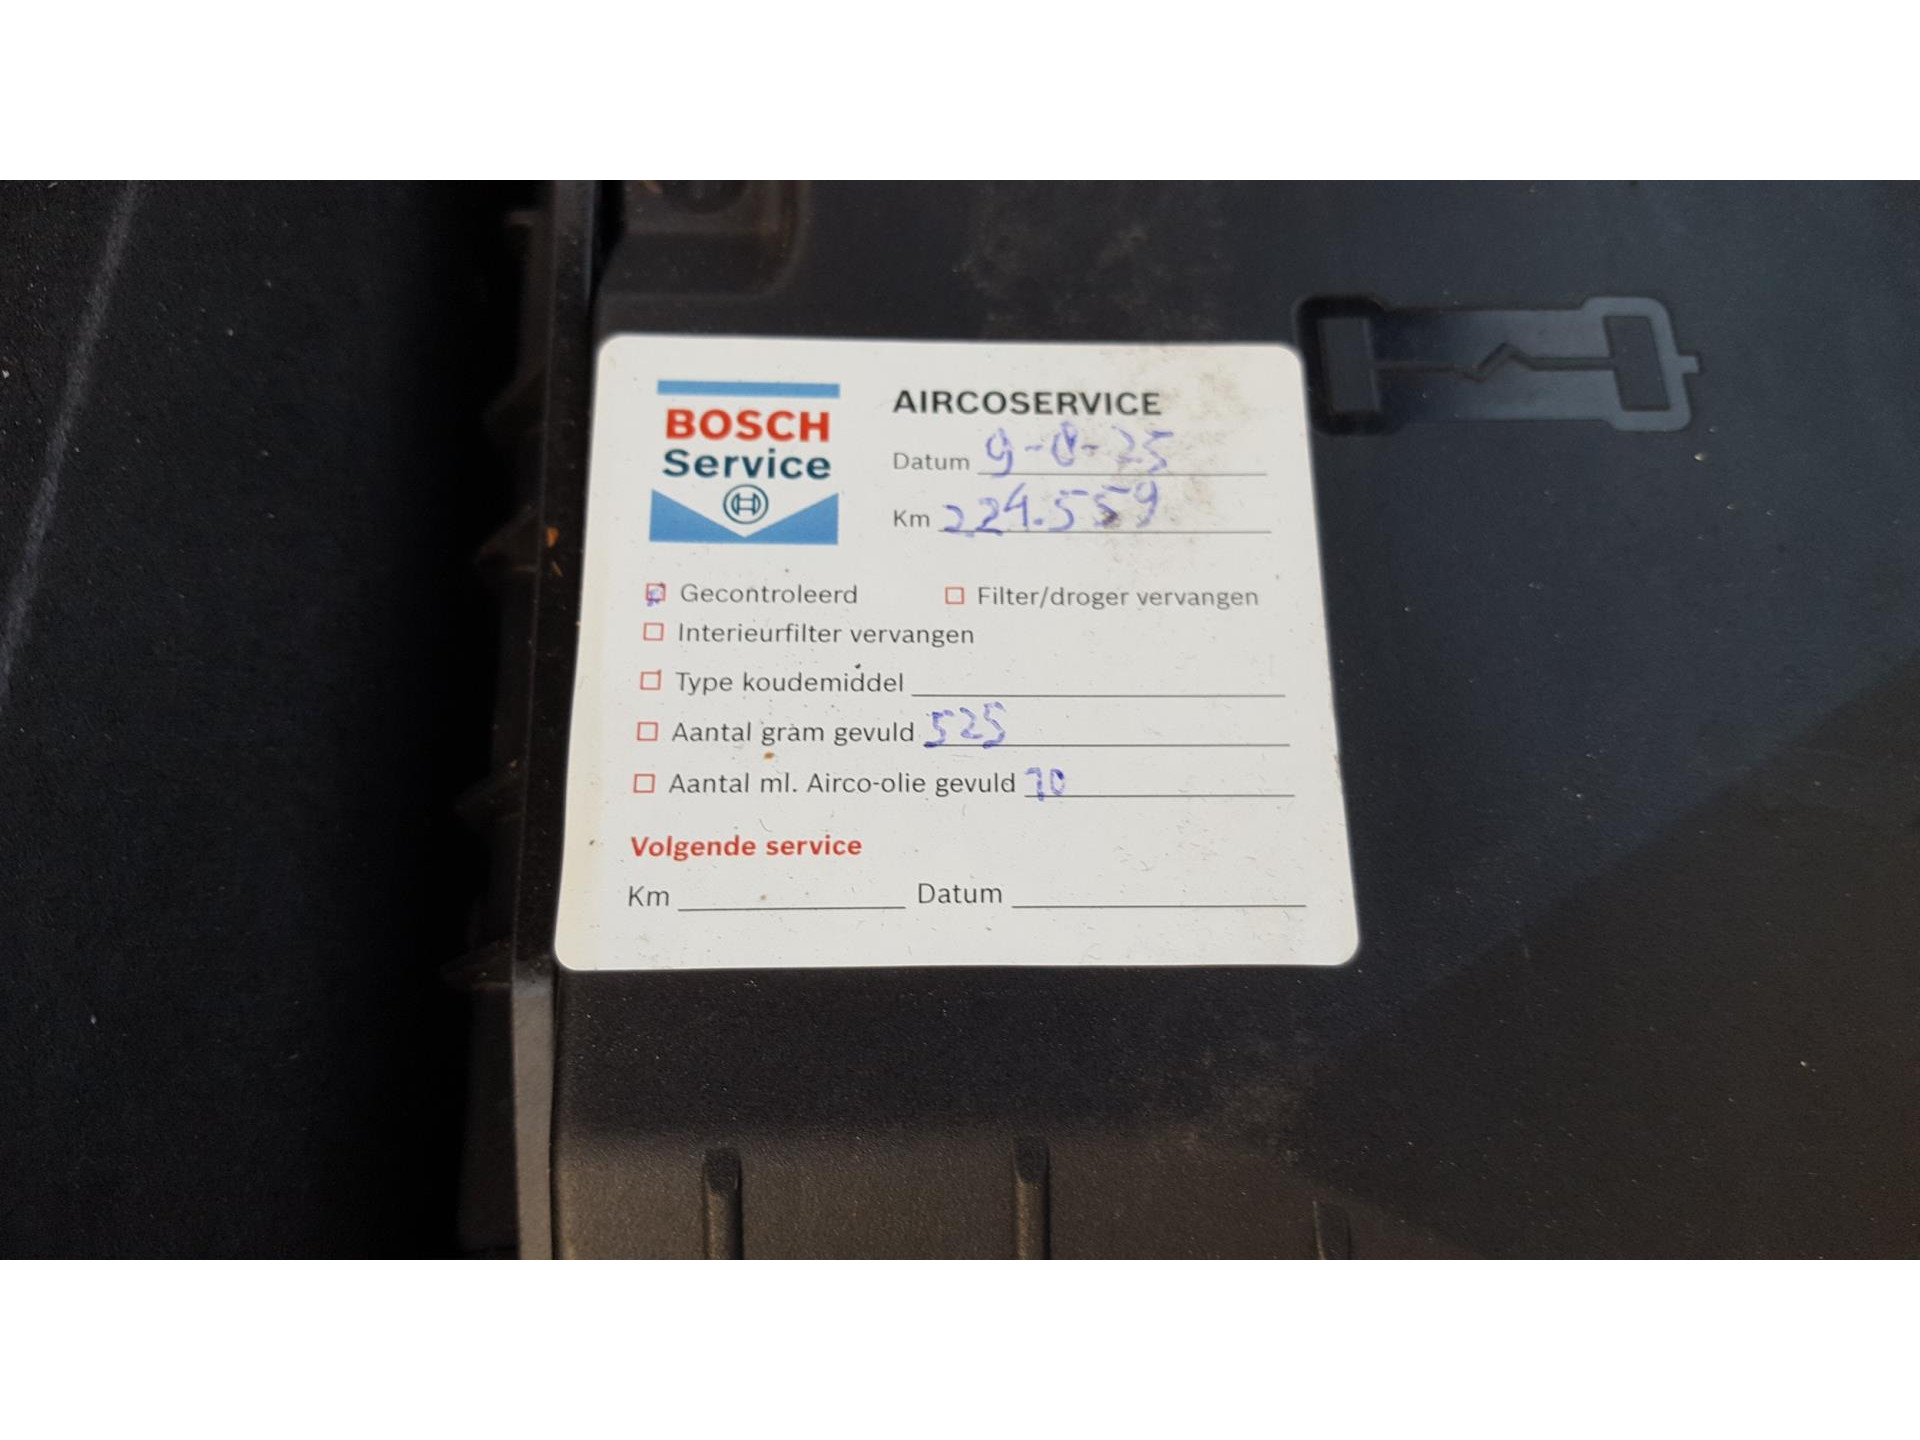 BOSCH
Service
AIRCOSERVICE
Datum 9-8-25
Km 224.559
Gecontroleerd
Filter/droger vervangen
Interieurfilter vervangen
Type koudemiddel
Aantal gram gevuld 525
Aantal ml. Airco-olie gevuld 10
Volgende service
Km Datum